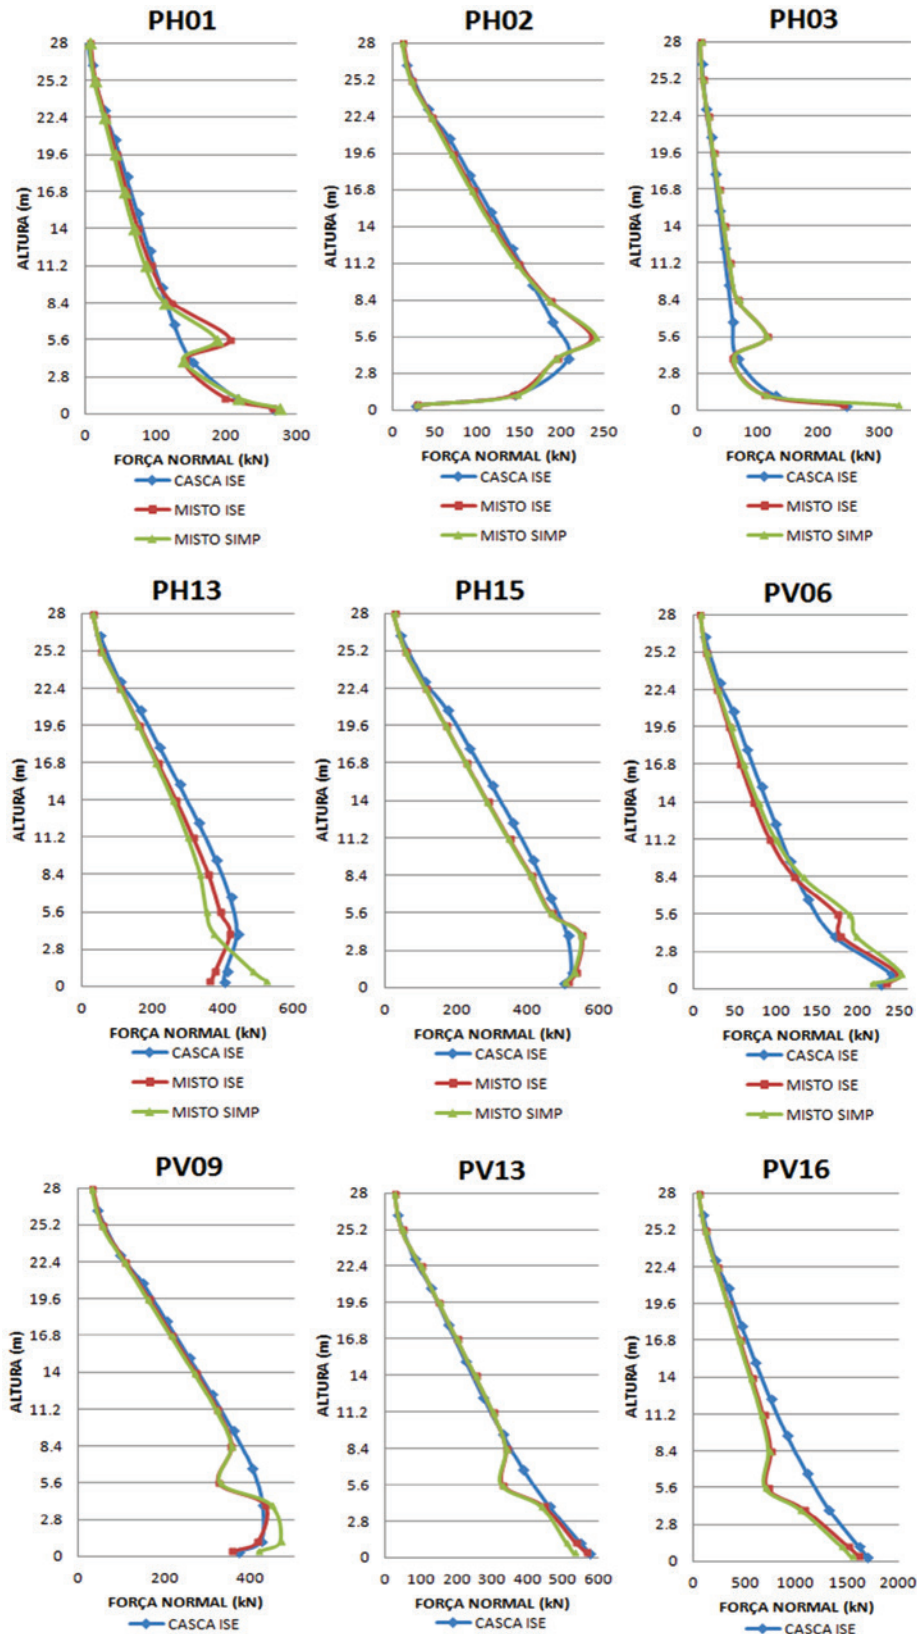 PH01
28
25.2
22.4
19.6
16.8
14
11.2
8.4
5.6
2.8
0
ALTURA (m)
0 100 200 300
FORÇA NORMAL (kN)
CASCA ISE
MISTO ISE
MISTO SIMP
PH02
28
25.2
22.4
19.6
16.8
14
11.2
8.4
5.6
2.8
0
ALTURA (m)
0 50 100 150 200 250
FORÇA NORMAL (kN)
CASCA ISE
MISTO ISE
MISTO SIMP
PH03
28
25.2
22.4
19.6
16.8
14
11.2
8.4
5.6
2.8
0
ALTURA (m)
0 100 200 300
FORÇA NORMAL (kN)
CASCA ISE
MISTO ISE
MISTO SIMP
PH13
28
25.2
22.4
19.6
16.8
14
11.2
8.4
5.6
2.8
0
ALTURA (m)
0 200 400 600
FORÇA NORMAL (kN)
CASCA ISE
MISTO ISE
MISTO SIMP
PH15
28
25.2
22.4
19.6
16.8
14
11.2
8.4
5.6
2.8
0
ALTURA (m)
0 100 200 300 400 500 600
FORÇA NORMAL (kN)
CASCA ISE
MISTO ISE
MISTO SIMP
PV06
28
25.2
22.4
19.6
16.8
14
11.2
8.4
5.6
2.8
0
ALTURA (m)
0 50 100 150 200 250
FORÇA NORMAL (kN)
CASCA ISE
MISTO ISE
MISTO SIMP
PV09
28
25.2
22.4
19.6
16.8
14
11.2
8.4
5.6
2.8
0
ALTURA (m)
0 200 400
FORÇA NORMAL (kN)
CASCA ISE
PV13
28
25.2
22.4
19.6
16.8
14
11.2
8.4
5.6
2.8
0
ALTURA (m)
0 100 200 300 400 500 600
FORÇA NORMAL (kN)
CASCA ISE
PV16
28
25.2
22.4
19.6
16.8
14
11.2
8.4
5.6
2.8
0
ALTURA (m)
0 500 1000 1500 2000
FORÇA NORMAL (kN)
CASCA ISE